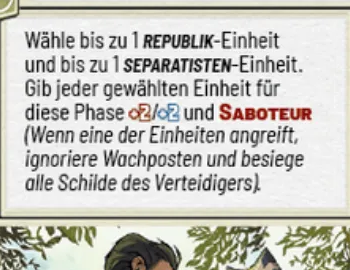 Wähle bis zu 1 REPUBLIK-Einheit
und bis zu 1 SEPARATISTEN-Einheit.
Gib jeder gewählten Einheit für
diese Phase +2/+2 und SABOTEUR
(Wenn eine der Einheiten angreift,
ignoriere Wachposten und besiege
alle Schilde des Verteidigers).